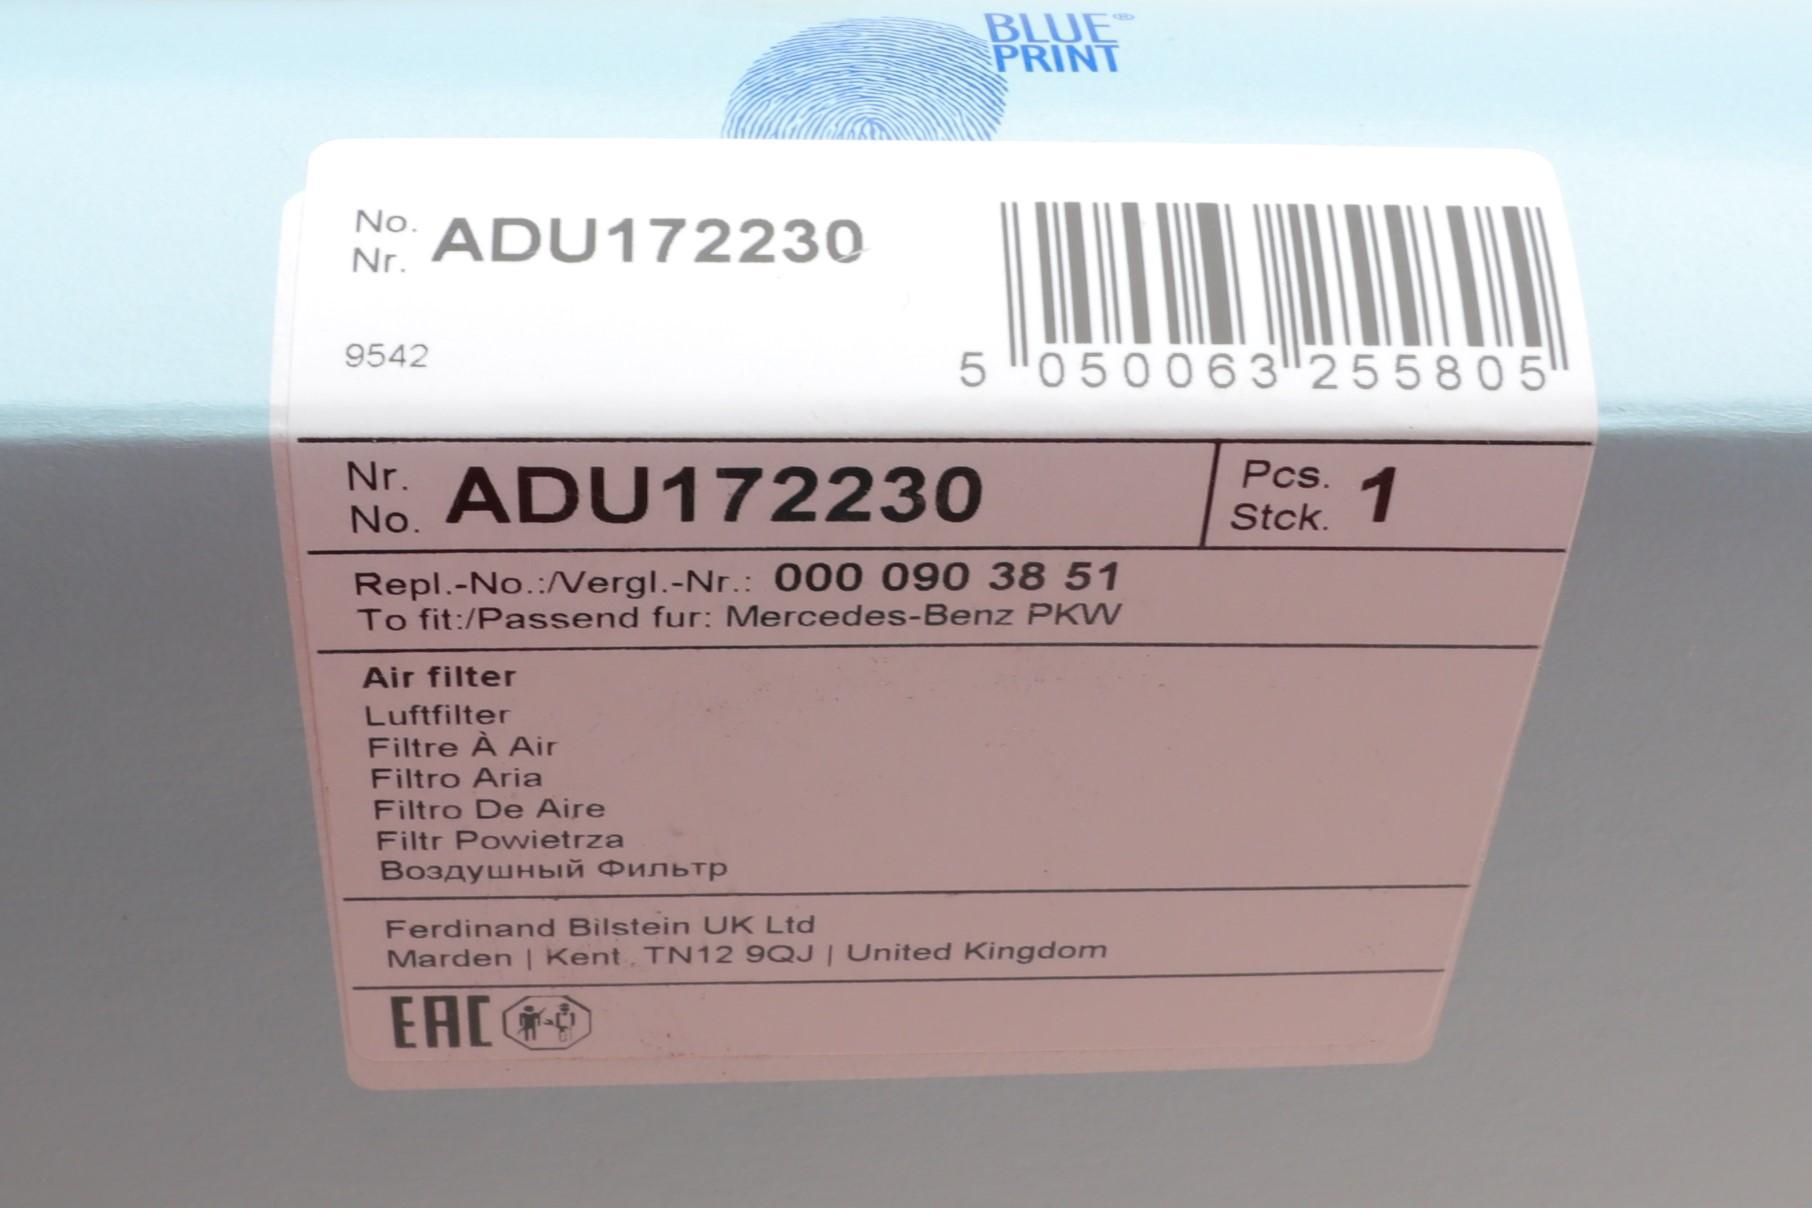 BLUE®
PRINT
No.
Nr. ADU172230
9542
5 050063 255805
Nr.
No. ADU172230
Pcs.
Stck. 1
Repl.-No.:/Vergl.-Nr.: 000 090 38 51
To fit:/Passend fur: Mercedes-Benz PKW
Air filter
Luftfilter
Filtre À Air
Filtro Aria
Filtro De Aire
Filtr Powietrza
Воздушный Фильтр
Ferdinand Bilstein UK Ltd
Marden | Kent. TN12 9QJ | United Kingdom
EAC